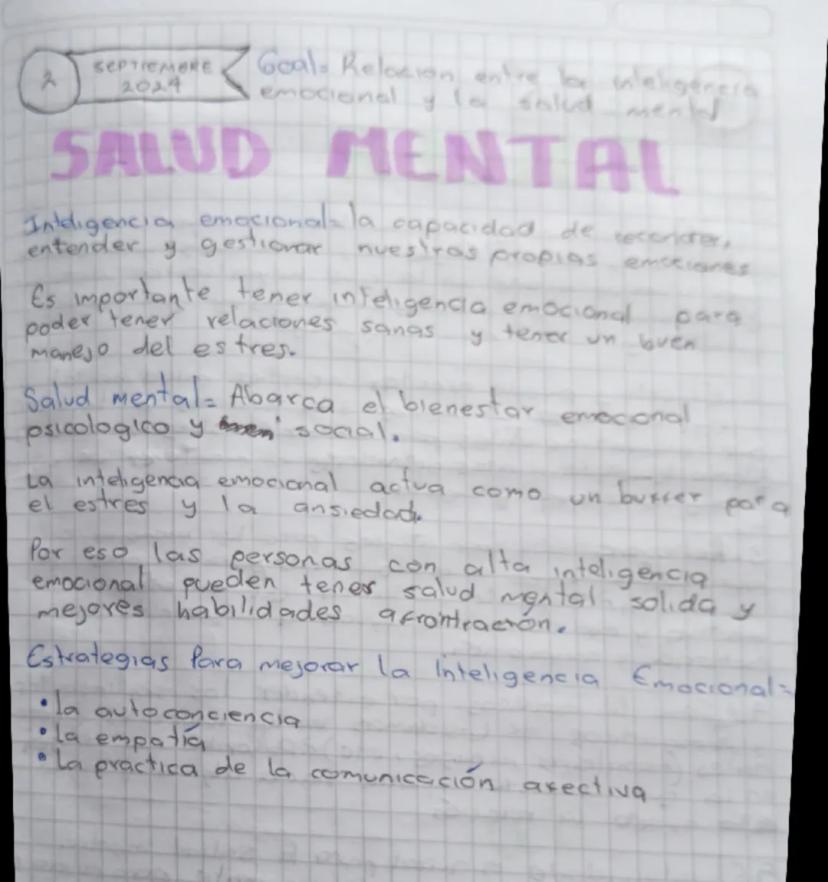 2 SEPTIEMBRE 2024
Goal= Relacion entre la inteligencia
emocional y la salud mental
SALUD MENTAL
Inteligencia emocional= la capacidad de reconocer,
entender y gestionar nuestras propias emociones
Es importante tener inteligencia emocional para
poder tener relaciones sanas y tener un buen
manejo del estres.
Salud mental= Abarca el bienestar emocional
psicologico y social.
La inteligencia emocional actua como un buffer para
el estres y la ansiedad.
Por eso las personas con alta inteligencia
emocional pueden tener salud mental solida y
mejores habilidades afrontración.
Estrategias Para mejorar la Inteligencia Emocional=
• la autoconciencia
• la empatía
• La practica de la comunicación afectiva